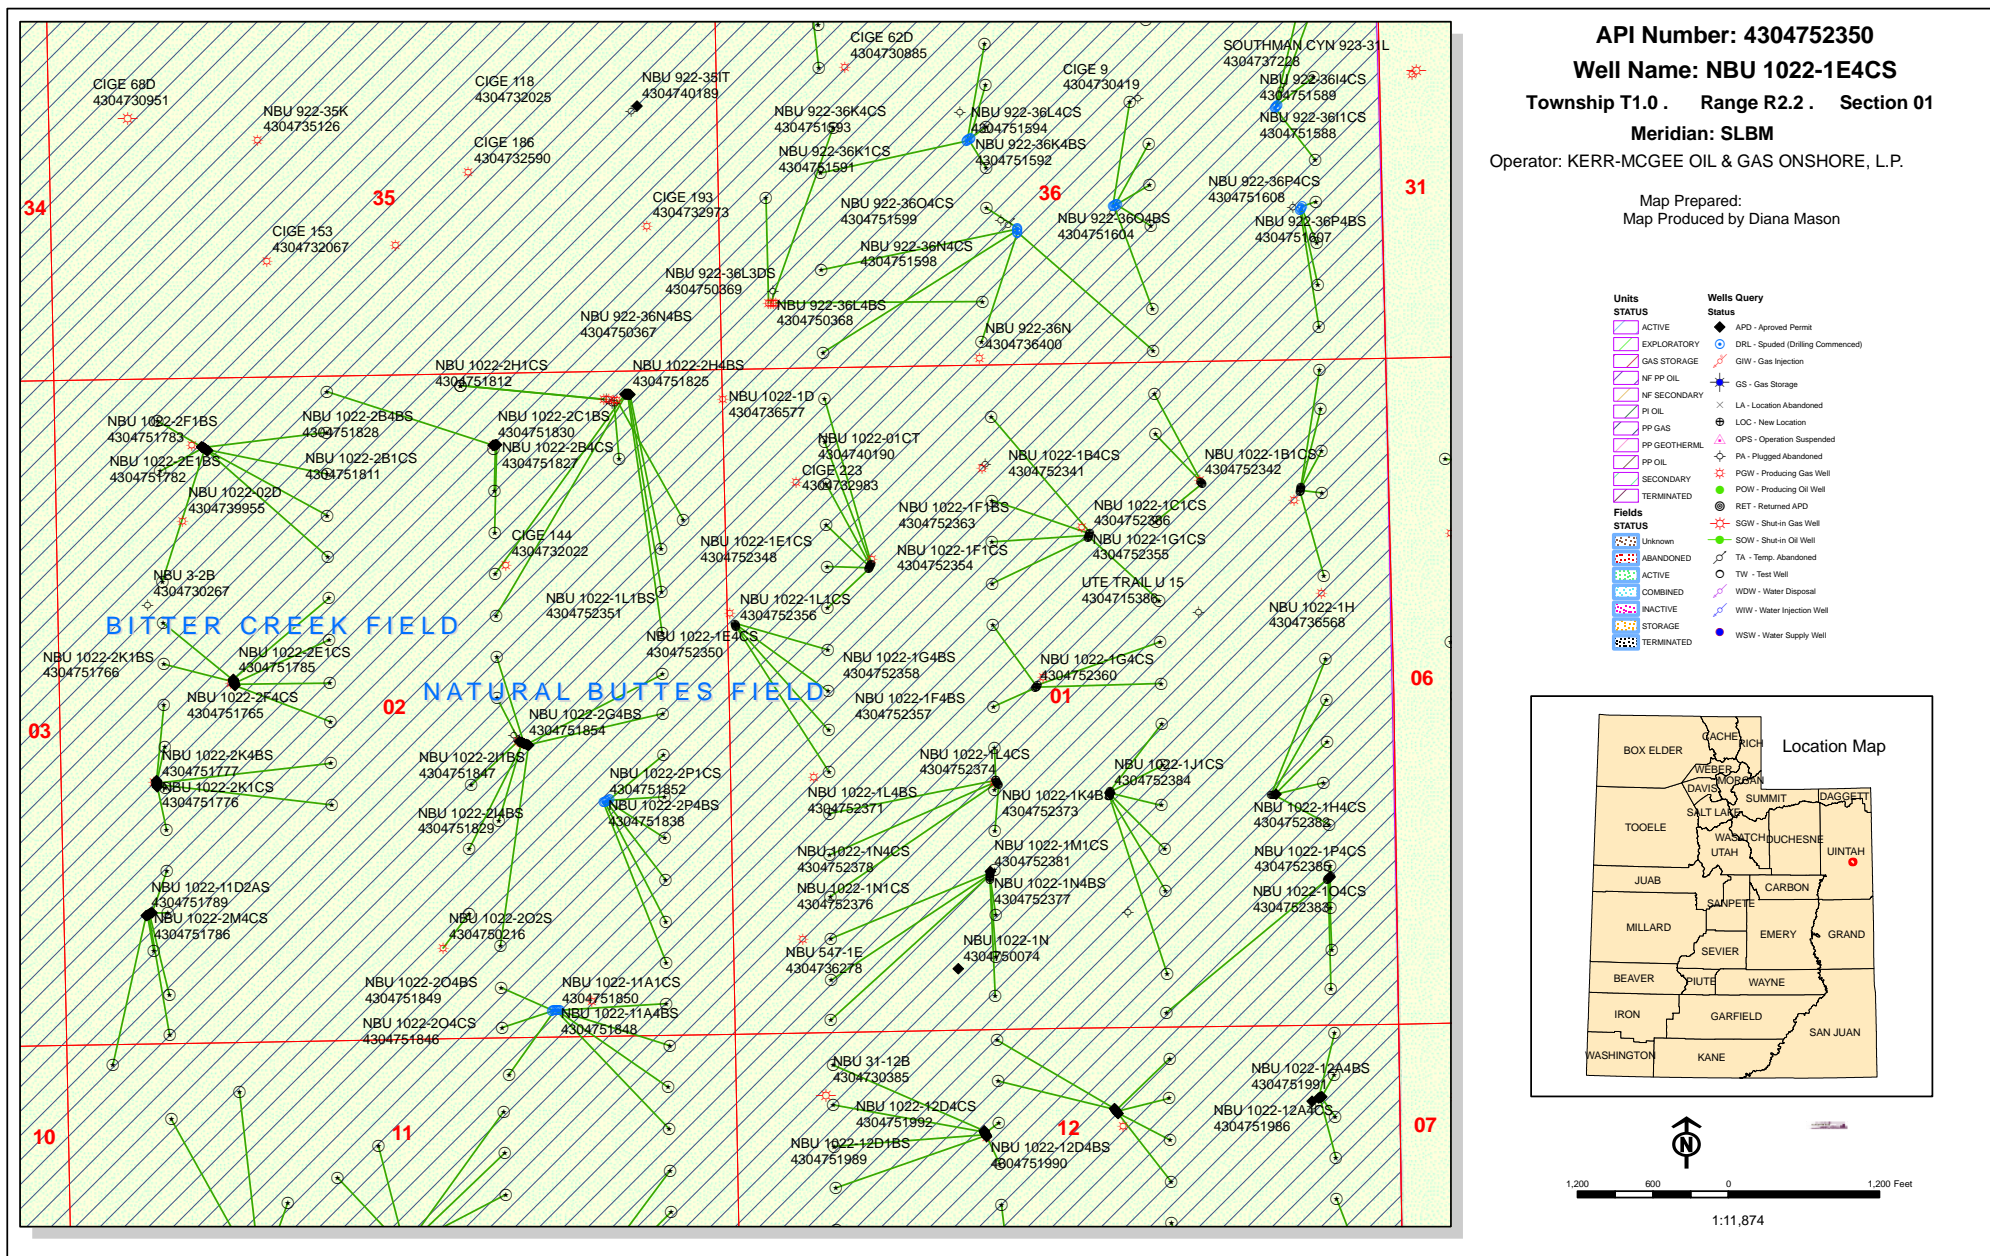 API Number: 4304752350
Well Name: NBU 1022-1E4CS
Township T1.0 . Range R2.2 . Section 01
Meridian: SLBM
Operator: KERR-MCGEE OIL & GAS ONSHORE, L.P.
Map Prepared:
Map Produced by Diana Mason
Units
STATUS
ACTIVE
EXPLORATORY
GAS STORAGE
NF PP OIL
NF SECONDARY
PI OIL
PP GAS
PP GEOTHERML
PP OIL
SECONDARY
TERMINATED
Fields
STATUS
Unknown
ABANDONED
ACTIVE
COMBINED
INACTIVE
STORAGE
TERMINATED
Wells Query
Status
APD - Aproved Permit
DRL - Spuded (Drilling Commenced)
GIW - Gas Injection
GS - Gas Storage
LA - Location Abandoned
LOC - New Location
OPS - Operation Suspended
PA - Plugged Abandoned
PGW - Producing Gas Well
POW - Producing Oil Well
RET - Returned APD
SGW - Shut-in Gas Well
SOW - Shut-in Oil Well
TA - Temp. Abandoned
TW - Test Well
WDW - Water Disposal
WIW - Water Injection Well
WSW - Water Supply Well
Location Map
BOX ELDER
CACHE
RICH
WEBER
MORGAN
DAVIS
SUMMIT
DAGGETT
SALT LAKE
TOOELE
WASATCH
DUCHESNE
UTAH
UINTAH
JUAB
CARBON
SANPETE
MILLARD
EMERY
GRAND
SEVIER
BEAVER
PIUTE
WAYNE
IRON
GARFIELD
SAN JUAN
WASHINGTON
KANE
N
1,200 600 0 1,200 Feet
1:11,874
CIGE 68D
4304730951
NBU 922-35K
4304735126
CIGE 118
4304732025
NBU 922-35IT
4304740189
CIGE 186
4304732590
CIGE 193
4304732973
CIGE 153
4304732067
34
35
36
31
CIGE 62D
4304730885
CIGE 9
4304730419
SOUTHMAN CYN 923-31L
4304737228
NBU 922-36I4CS
4304751589
NBU 922-36I1CS
4304751588
NBU 922-36K4CS
4304751593
NBU 922-36L4CS
4304751594
NBU 922-36K4BS
4304751592
NBU 922-36K1CS
4304751591
NBU 922-36P4CS
4304751608
NBU 922-36P4BS
4304751607
NBU 922-36O4CS
4304751599
NBU 922-36O4BS
4304751604
NBU 922-36N4CS
4304751598
NBU 922-36L3DS
4304750369
NBU 922-36L4BS
4304750368
NBU 922-36N4BS
4304750367
NBU 922-36N
4304736400
NBU 1022-2H1CS
4304751812
NBU 1022-2H4BS
4304751825
NBU 1022-1D
4304736577
NBU 1022-2F1BS
4304751783
NBU 1022-2B4BS
4304751828
NBU 1022-2C1BS
4304751830
NBU 1022-2B4CS
4304751827
NBU 1022-2E1BS
4304751782
NBU 1022-2B1CS
4304751811
NBU 1022-02D
4304739955
NBU 1022-01CT
4304740190
CIGE 223
4304732983
NBU 1022-1B4CS
4304752341
NBU 1022-1B1CS
4304752342
NBU 1022-1F1BS
4304752363
NBU 1022-1C1CS
4304752386
NBU 1022-1G1CS
4304752355
CIGE 144
4304732022
NBU 1022-1E1CS
4304752348
NBU 1022-1F1CS
4304752354
NBU 3-2B
4304730267
UTE TRAIL U 15
4304715386
NBU 1022-1L1BS
4304752351
NBU 1022-1L1CS
4304752356
NBU 1022-1H
4304736568
BITTER CREEK FIELD
NBU 1022-1E4CS
4304752350
NBU 1022-2K1BS
4304751766
NBU 1022-2E1CS
4304751785
NBU 1022-1G4BS
4304752358
NBU 1022-1G4CS
4304752360
NATURAL BUTTES FIELD
NBU 1022-2F4CS
4304751765
NBU 1022-1F4BS
4304752357
03
02
01
06
NBU 1022-2G4BS
4304751854
NBU 1022-2K4BS
4304751777
NBU 1022-2K1CS
4304751776
NBU 1022-2I1BS
4304751847
NBU 1022-2P1CS
4304751852
NBU 1022-2P4BS
4304751838
NBU 1022-2I4BS
4304751829
NBU 1022-1L4CS
4304752374
NBU 1022-1J1CS
4304752384
NBU 1022-1L4BS
4304752371
NBU 1022-1K4BS
4304752373
NBU 1022-1H4CS
4304752382
NBU 1022-1N4CS
4304752378
NBU 1022-1M1CS
4304752381
NBU 1022-1P4CS
4304752385
NBU 1022-1N1CS
4304752376
NBU 1022-1N4BS
4304752377
NBU 1022-1O4CS
4304752383
NBU 1022-11D2AS
4304751789
NBU 1022-2M4CS
4304751786
NBU 1022-2O2S
4304750216
NBU 547-1E
4304736278
NBU 1022-1N
4304750074
NBU 1022-2O4BS
4304751849
NBU 1022-11A1CS
4304751850
NBU 1022-11A4BS
4304751848
NBU 1022-2O4CS
4304751846
NBU 31-12B
4304730385
NBU 1022-12A4BS
4304751991
NBU 1022-12D4CS
4304751992
NBU 1022-12A4CS
4304751986
NBU 1022-12D1BS
4304751989
NBU 1022-12D4BS
4304751990
10
11
12
07